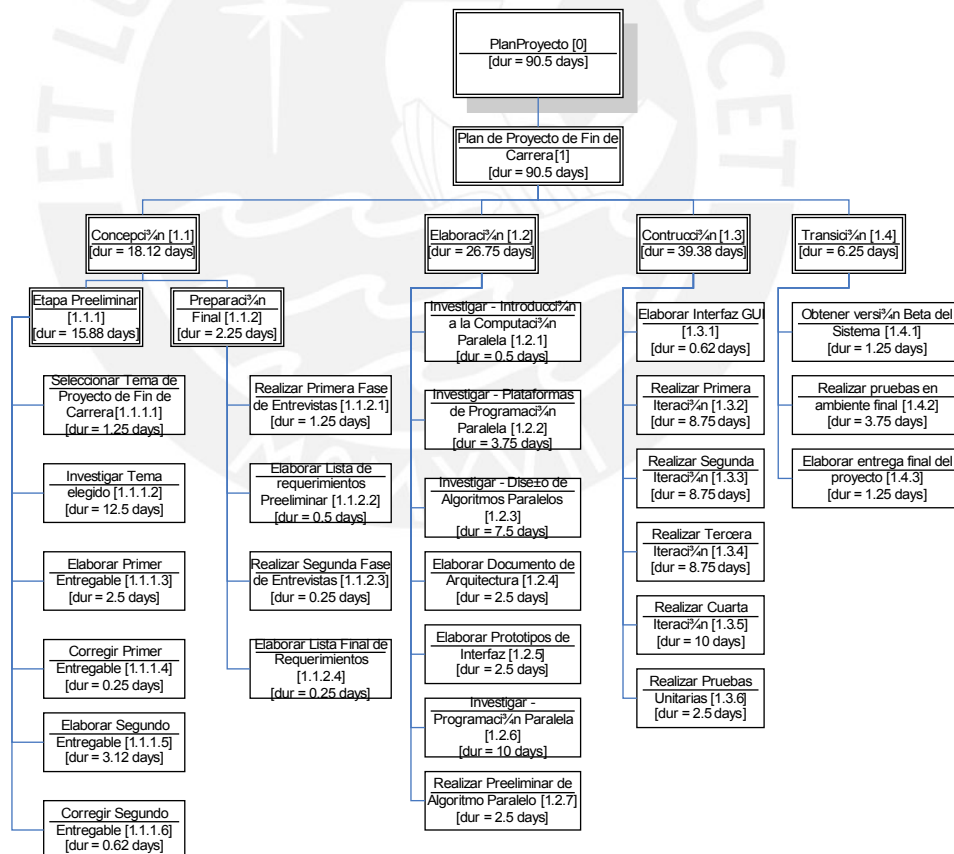 PlanProyecto [0]
[dur = 90.5 days]
Plan de Proyecto de Fin de
Carrera[1]
[dur = 90.5 days]
Concepci¾n [1.1]
[dur = 18.12 days]
Elaboraci¾n [1.2]
[dur = 26.75 days]
Contrucci¾n [1.3]
[dur = 39.38 days]
Transici¾n [1.4]
[dur = 6.25 days]
Etapa Preeliminar
[1.1.1]
[dur = 15.88 days]
Preparaci¾n
Final [1.1.2]
[dur = 2.25 days]
Seleccionar Tema de
Proyecto de Fin de
Carrera[1.1.1.1]
[dur = 1.25 days]
Investigar Tema
elegido [1.1.1.2]
[dur = 12.5 days]
Elaborar Primer
Entregable [1.1.1.3]
[dur = 2.5 days]
Corregir Primer
Entregable [1.1.1.4]
[dur = 0.25 days]
Elaborar Segundo
Entregable [1.1.1.5]
[dur = 3.12 days]
Corregir Segundo
Entregable [1.1.1.6]
[dur = 0.62 days]
Realizar Primera Fase
de Entrevistas [1.1.2.1]
[dur = 1.25 days]
Elaborar Lista de
requerimientos
Preeliminar [1.1.2.2]
[dur = 0.5 days]
Realizar Segunda Fase
de Entrevistas [1.1.2.3]
[dur = 0.25 days]
Elaborar Lista Final de
Requerimientos
[1.1.2.4]
[dur = 0.25 days]
Investigar - Introducci¾n
a la Computaci¾n
Paralela [1.2.1]
[dur = 0.5 days]
Investigar - Plataformas
de Programaci¾n
Paralela [1.2.2]
[dur = 3.75 days]
Investigar - Dise±o de
Algoritmos Paralelos
[1.2.3]
[dur = 7.5 days]
Elaborar Documento de
Arquitectura [1.2.4]
[dur = 2.5 days]
Elaborar Prototipos de
Interfaz [1.2.5]
[dur = 2.5 days]
Investigar -
Programaci¾n Paralela
[1.2.6]
[dur = 10 days]
Realizar Preeliminar de
Algoritmo Paralelo [1.2.7]
[dur = 2.5 days]
Elaborar Interfaz GUI
[1.3.1]
[dur = 0.62 days]
Realizar Primera
Iteraci¾n [1.3.2]
[dur = 8.75 days]
Realizar Segunda
Iteraci¾n [1.3.3]
[dur = 8.75 days]
Realizar Tercera
Iteraci¾n [1.3.4]
[dur = 8.75 days]
Realizar Cuarta
Iteraci¾n [1.3.5]
[dur = 10 days]
Realizar Pruebas
Unitarias [1.3.6]
[dur = 2.5 days]
Obtener versi¾n Beta del
Sistema [1.4.1]
[dur = 1.25 days]
Realizar pruebas en
ambiente final [1.4.2]
[dur = 3.75 days]
Elaborar entrega final del
proyecto [1.4.3]
[dur = 1.25 days]